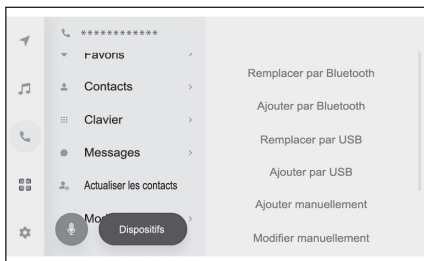 ************
Favoris
Contacts
Clavier
Messages
Actualiser les contacts
Dispositifs
Remplacer par Bluetooth
Ajouter par Bluetooth
Remplacer par USB
Ajouter par USB
Ajouter manuellement
Modifier manuellement